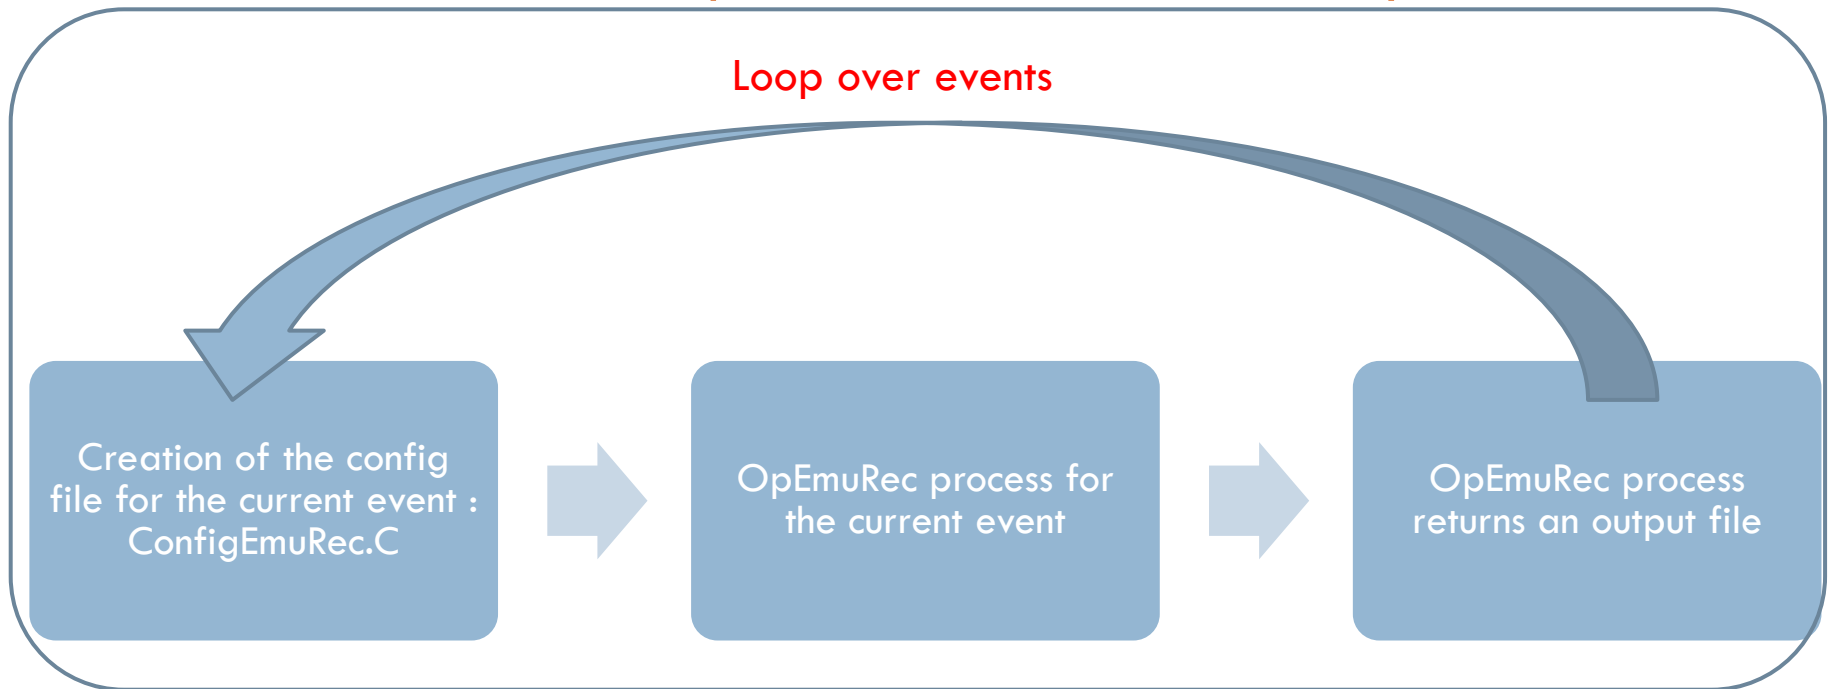 Loop over events
Creation of the config
file for the current event :
ConfigEmuRec.C
OpEmuRec process for
the current event
OpEmuRec process
returns an output file